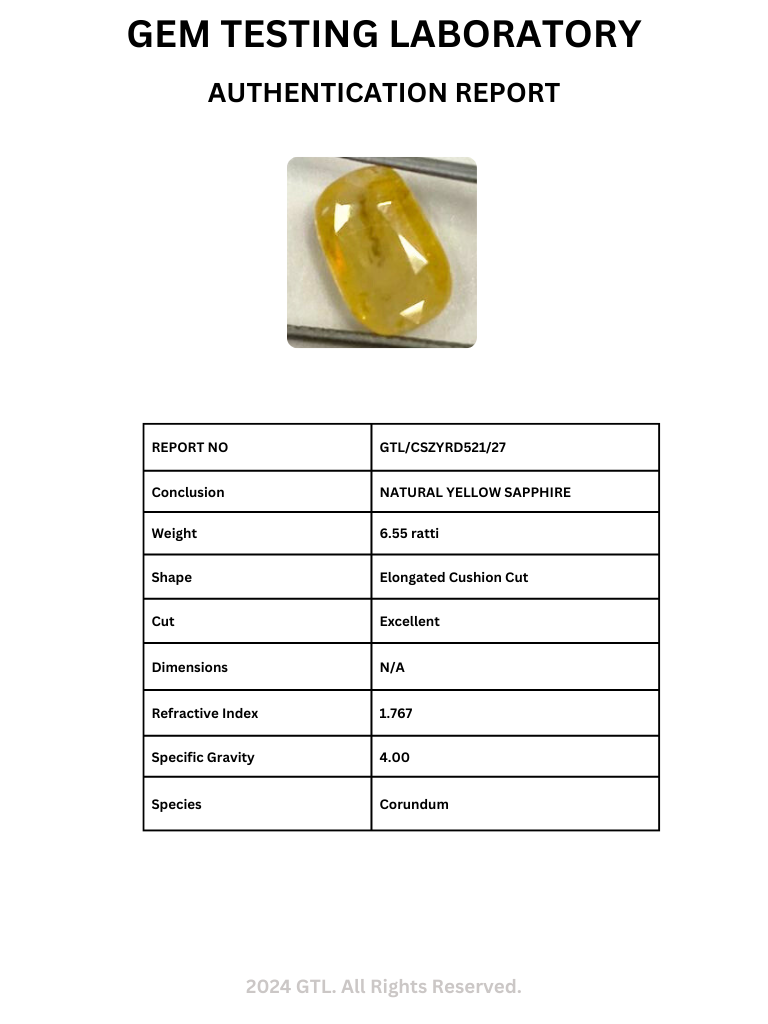 GEM TESTING LABORATORY
AUTHENTICATION REPORT
REPORT NO GTL/CSZYRD521/27
Conclusion NATURAL YELLOW SAPPHIRE
Weight 6.55 ratti
Shape Elongated Cushion Cut
Cut Excellent
Dimensions N/A
Refractive Index 1.767
Specific Gravity 4.00
Species Corundum
2024 GTL. All Rights Reserved.